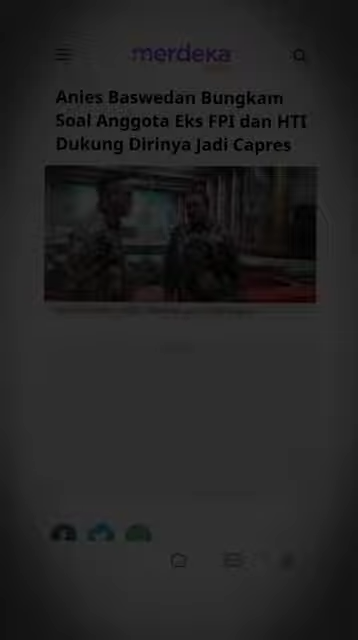 merdeka
Anies Baswedan Bungkam
Soal Anggota Eks FPI dan HTI
Dukung Dirinya Jadi Capres